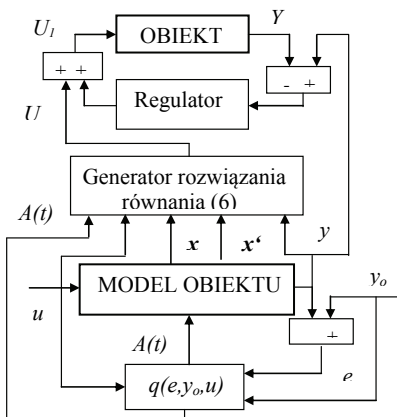 U₁
OBIEKT
Y
+ +
- +
Regulator
U
Generator rozwiązania
równania (6)
A(t)
x
x‘
y
MODEL OBIEKTU
u
yₒ
+
A(t)
e
q(e,yₒ,u)